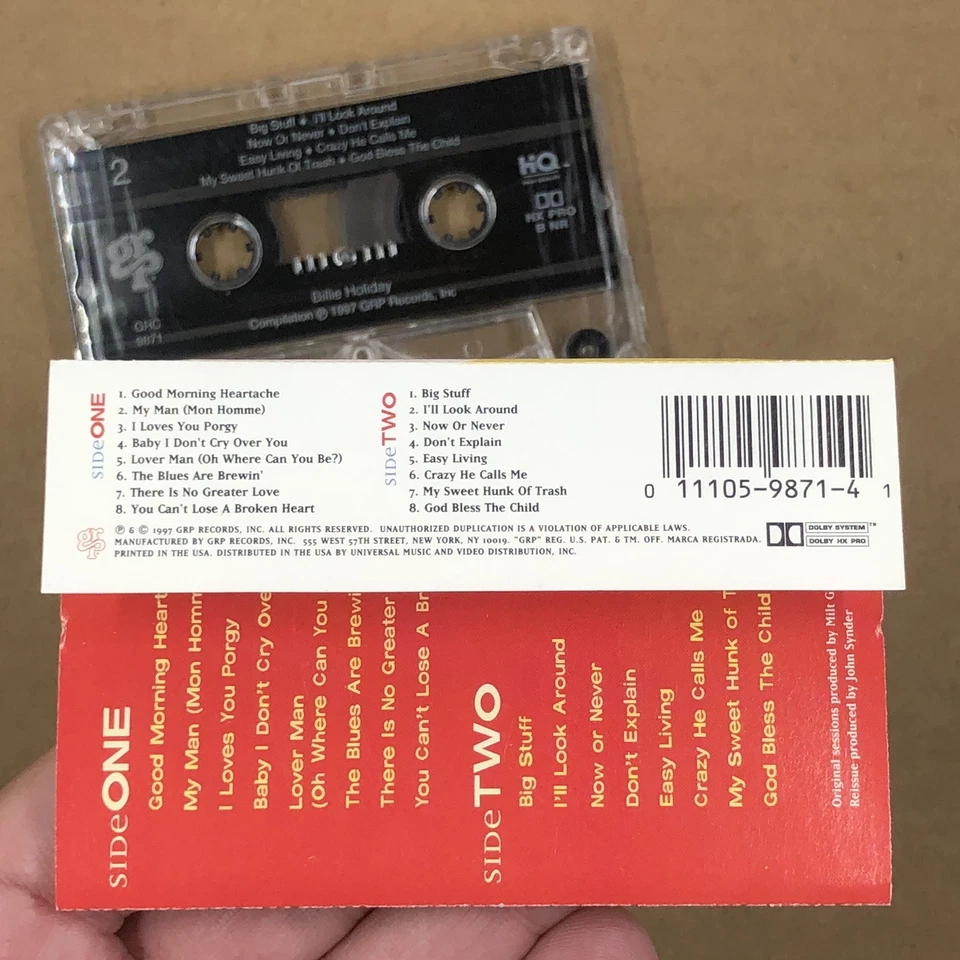 Big Stuff • I'll Look Around
Now Or Never • Don't Explain
Easy Living • Crazy He Calls Me
My Sweet Hunk Of Trash • God Bless The Child
2
HQ
HX PRO
B NR
grp
Billie Holiday
Compilation ℗ 1997 GRP Records, Inc
GRC
9871
SIDE ONE
1. Good Morning Heartache
2. My Man (Mon Homme)
3. I Loves You Porgy
4. Baby I Don't Cry Over You
5. Lover Man (Oh Where Can You Be?)
6. The Blues Are Brewin'
7. There Is No Greater Love
8. You Can't Lose A Broken Heart
SIDE TWO
1. Big Stuff
2. I'll Look Around
3. Now Or Never
4. Don't Explain
5. Easy Living
6. Crazy He Calls Me
7. My Sweet Hunk Of Trash
8. God Bless The Child
0 11105-9871-4 1
grp
℗ & © 1997 GRP RECORDS, INC. ALL RIGHTS RESERVED. UNAUTHORIZED DUPLICATION IS A VIOLATION OF APPLICABLE LAWS.
MANUFACTURED BY GRP RECORDS, INC. 555 WEST 57TH STREET, NEW YORK, NY 10019. "GRP" REG. U.S. PAT. & TM. OFF. MARCA REGISTRADA.
PRINTED IN THE USA. DISTRIBUTED IN THE USA BY UNIVERSAL MUSIC AND VIDEO DISTRIBUTION, INC.
DOLBY SYSTEM™
DOLBY HX PRO
SIDE ONE
Good Morning Heart
My Man (Mon Homm
I Loves You Porgy
Baby I Don't Cry Ove
Lover Man
(Oh Where Can You
The Blues Are Brewi
There Is No Greater
You Can't Lose A Br
SIDE TWO
Big Stuff
I'll Look Around
Now or Never
Don't Explain
Easy Living
Crazy He Calls Me
My Sweet Hunk of T
God Bless The Child
Original sessions produced by Milt G
Reissue produced by John Synder